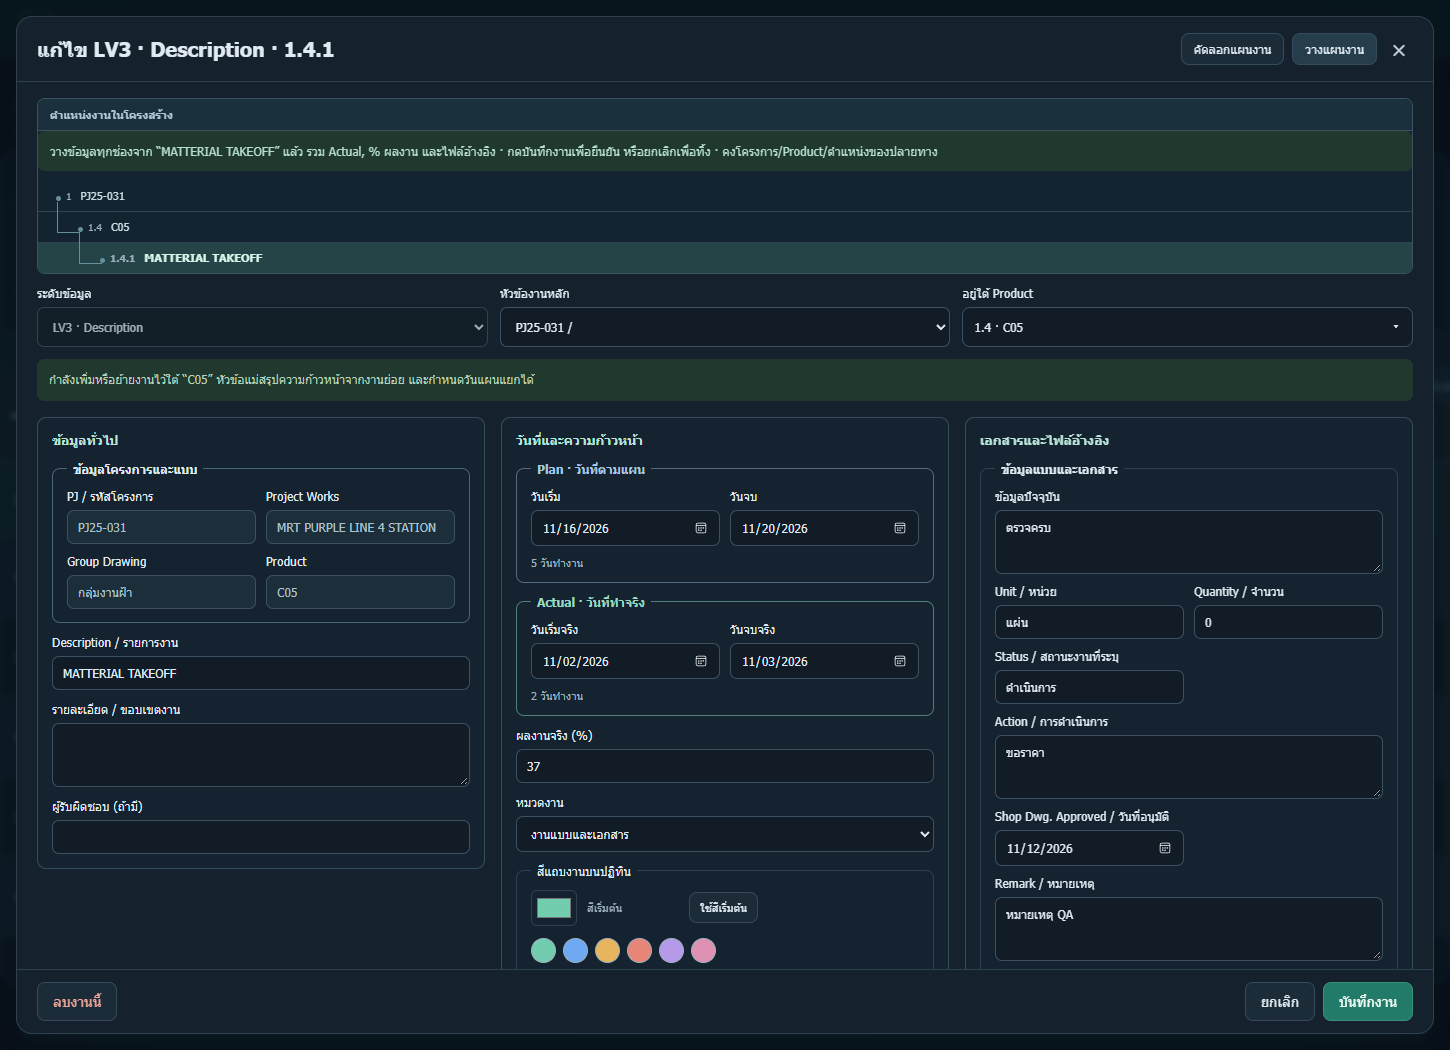 แก้ไข LV3 · Description · 1.4.1
คัดลอกแผนงาน
วางแผนงาน
ตำแหน่งงานในโครงสร้าง
วางข้อมูลทุกช่องจาก “MATTERIAL TAKEOFF” แล้ว รวม Actual, % ผลงาน และไฟล์อ้างอิง · กดบันทึกงานเพื่อยืนยัน หรือยกเลิกเพื่อทิ้ง · คงโครงการ/Product/ตำแหน่งของปลายทาง
1 PJ25-031
1.4 C05
1.4.1 MATTERIAL TAKEOFF
ระดับข้อมูล
หัวข้องานหลัก
อยู่ใต้ Product
LV3 · Description
PJ25-031 /
1.4 · C05
กำลังเพิ่มหรือย้ายงานไว้ใต้ “C05” หัวข้อแม่สรุปความก้าวหน้าจากงานย่อย และกำหนดวันแผนแยกได้
ข้อมูลทั่วไป
ข้อมูลโครงการและแบบ
PJ / รหัสโครงการ
Project Works
PJ25-031
MRT PURPLE LINE 4 STATION
Group Drawing
Product
กลุ่มงานฝ้า
C05
Description / รายการงาน
MATTERIAL TAKEOFF
รายละเอียด / ขอบเขตงาน
ผู้รับผิดชอบ (ถ้ามี)
วันที่และความก้าวหน้า
Plan · วันที่ตามแผน
วันเริ่ม
วันจบ
11/16/2026
11/20/2026
5 วันทำงาน
Actual · วันที่ทำจริง
วันเริ่มจริง
วันจบจริง
11/02/2026
11/03/2026
2 วันทำงาน
ผลงานจริง (%)
37
หมวดงาน
งานแบบและเอกสาร
สีแถบงานบนปฏิทิน
สีเริ่มต้น
ใช้สีเริ่มต้น
เอกสารและไฟล์อ้างอิง
ข้อมูลแบบและเอกสาร
ข้อมูลปัจจุบัน
ตรวจครบ
Unit / หน่วย
Quantity / จำนวน
แผ่น
0
Status / สถานะงานที่ระบุ
ดำเนินการ
Action / การดำเนินการ
ขอราคา
Shop Dwg. Approved / วันที่อนุมัติ
11/12/2026
Remark / หมายเหตุ
หมายเหตุ QA
ลบงานนี้
ยกเลิก
บันทึกงาน